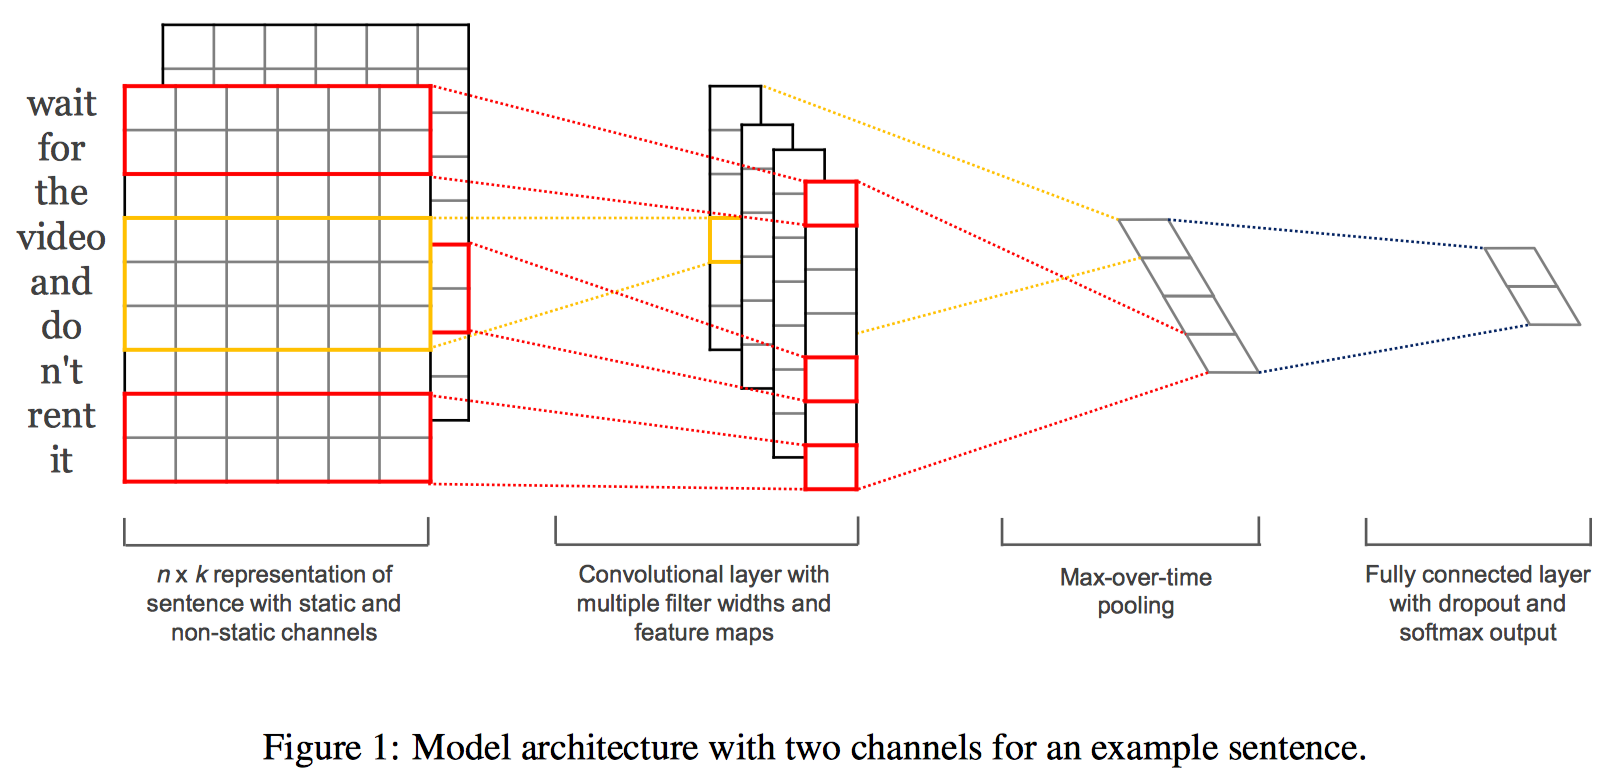 wait
for
the
video
and
do
n't
rent
it
n x k representation of
sentence with static and
non-static channels
Convolutional layer with
multiple filter widths and
feature maps
Max-over-time
pooling
Fully connected layer
with dropout and
softmax output
Figure 1: Model architecture with two channels for an example sentence.